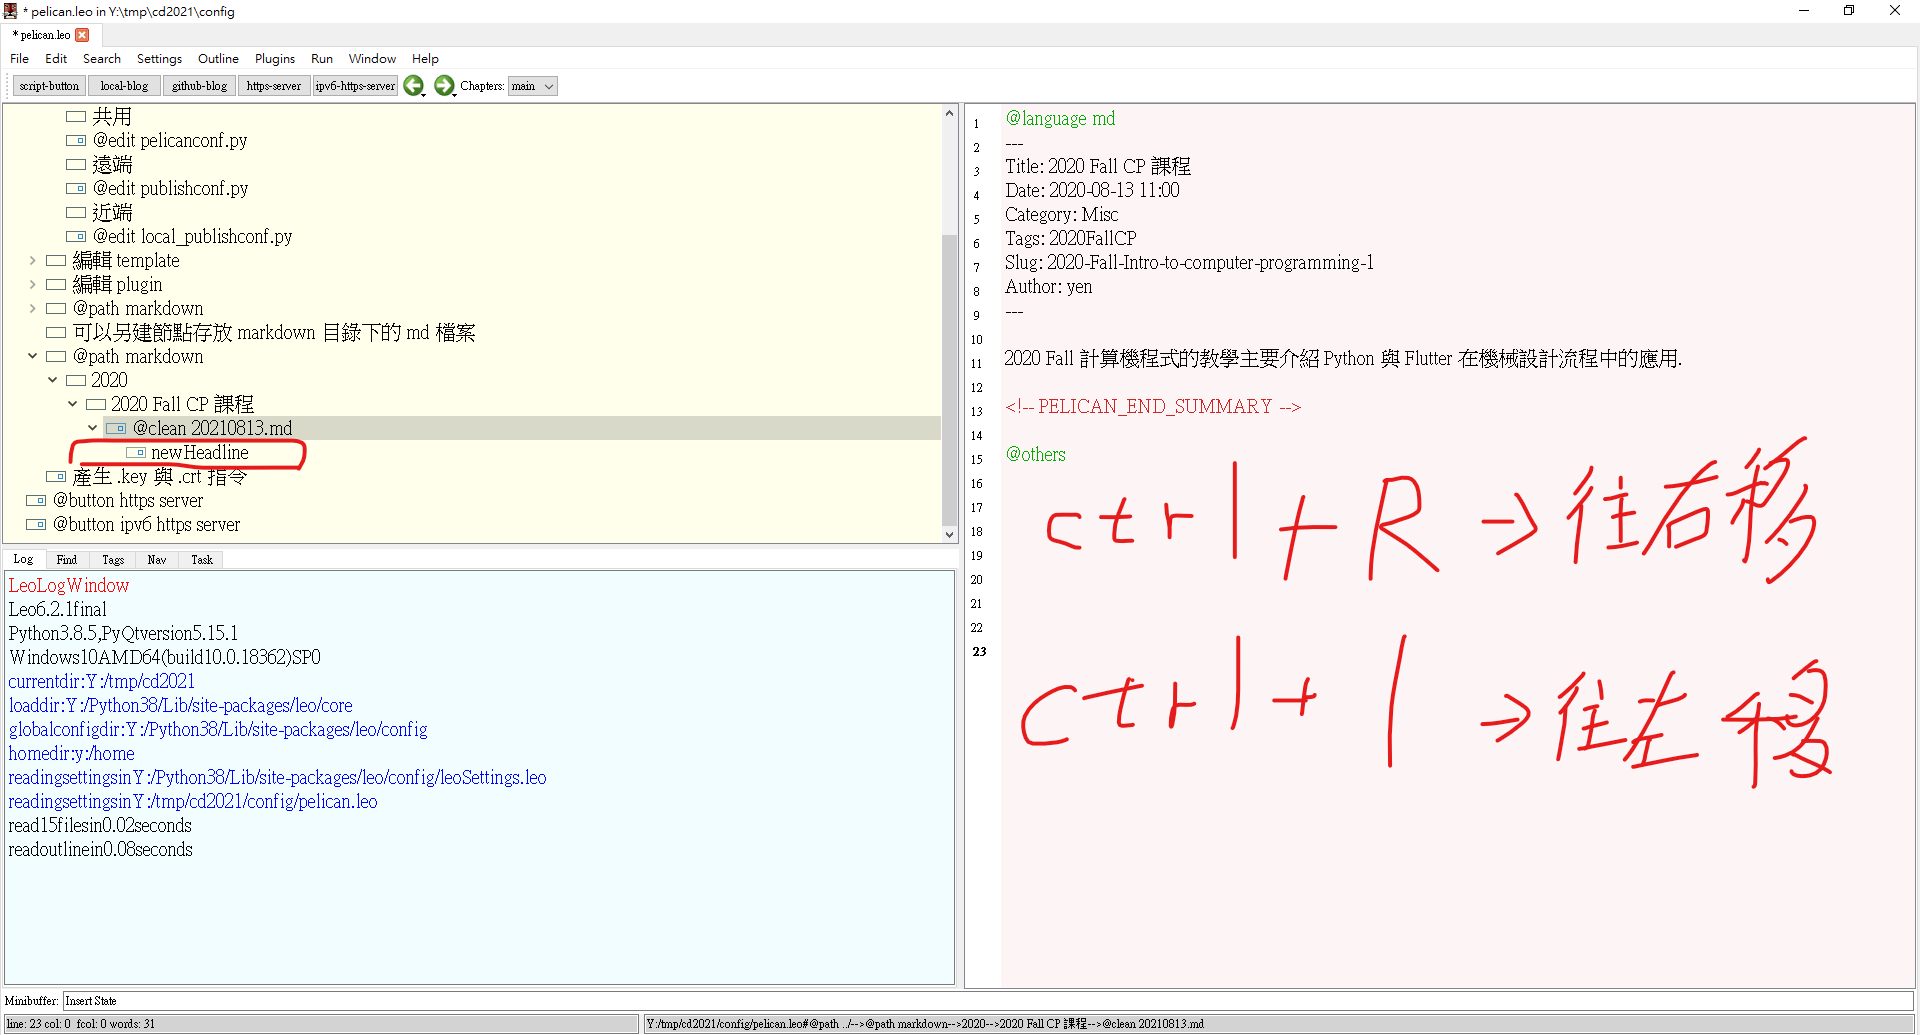 * pelican.leo in Y:\tmp\cd2021\config
* pelican.leo
File Edit Search Settings Outline Plugins Run Window Help
script-button local-blog github-blog https-server ipv6-https-server Chapters: main
共用
@edit pelicanconf.py
遠端
@edit publishconf.py
近端
@edit local_publishconf.py
編輯 template
編輯 plugin
@path markdown
可以另建節點存放 markdown 目錄下的 md 檔案
@path markdown
2020
2020 Fall CP 課程
@clean 20210813.md
newHeadline
產生 .key 與 .crt 指令
@button https server
@button ipv6 https server
Log Find Tags Nav Task
LeoLogWindow
Leo6.2.1final
Python3.8.5,PyQtversion5.15.1
Windows10AMD64(build10.0.18362)SP0
currentdir:Y:/tmp/cd2021
loaddir:Y:/Python38/Lib/site-packages/leo/core
globalconfigdir:Y:/Python38/Lib/site-packages/leo/config
homedir:y:/home
readingsettingsinY:/Python38/Lib/site-packages/leo/config/leoSettings.leo
readingsettingsinY:/tmp/cd2021/config/pelican.leo
read15filesin0.02seconds
readoutlinein0.08seconds
1 @language md
2 ---
3 Title: 2020 Fall CP 課程
4 Date: 2020-08-13 11:00
5 Category: Misc
6 Tags: 2020FallCP
7 Slug: 2020-Fall-Intro-to-computer-programming-1
8 Author: yen
9 ---
10
11 2020 Fall 計算機程式的教學主要介紹 Python 與 Flutter 在機械設計流程中的應用.
12
13 <!-- PELICAN_END_SUMMARY -->
14
15 @others
16
17
18
19
20
21
22
23
ctrl + R → 往右移
ctrl + l → 往左移
Minibuffer: Insert State
line: 23 col: 0 fcol: 0 words: 31
Y:/tmp/cd2021/config/pelican.leo#@path ../-->@path markdown-->2020-->2020 Fall CP 課程-->@clean 20210813.md